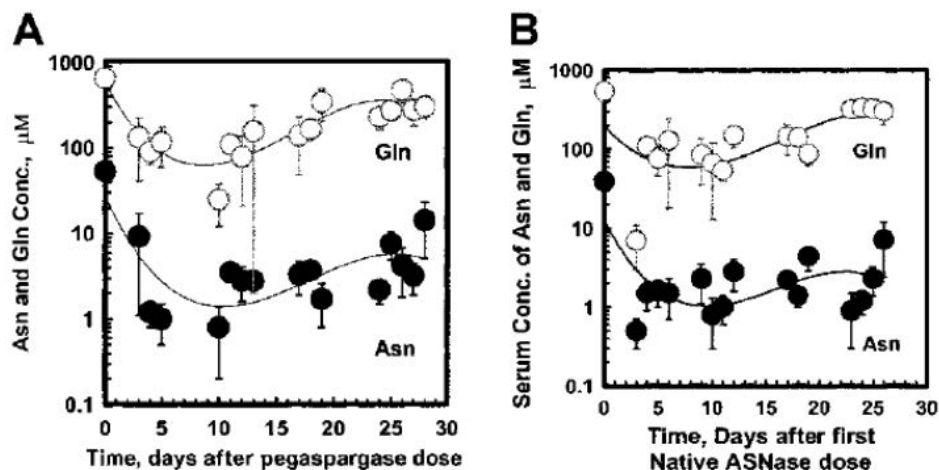 A
Asn and Gln Conc., μM
1000
100
10
1
0.1
Gln
Asn
0 5 10 15 20 25 30
Time, days after pegaspargase dose
B
Serum Conc. of Asn and Gln, μM
1000
100
10
1
0.1
Gln
Asn
0 5 10 15 20 25 30
Time, Days after first
Native ASNase dose